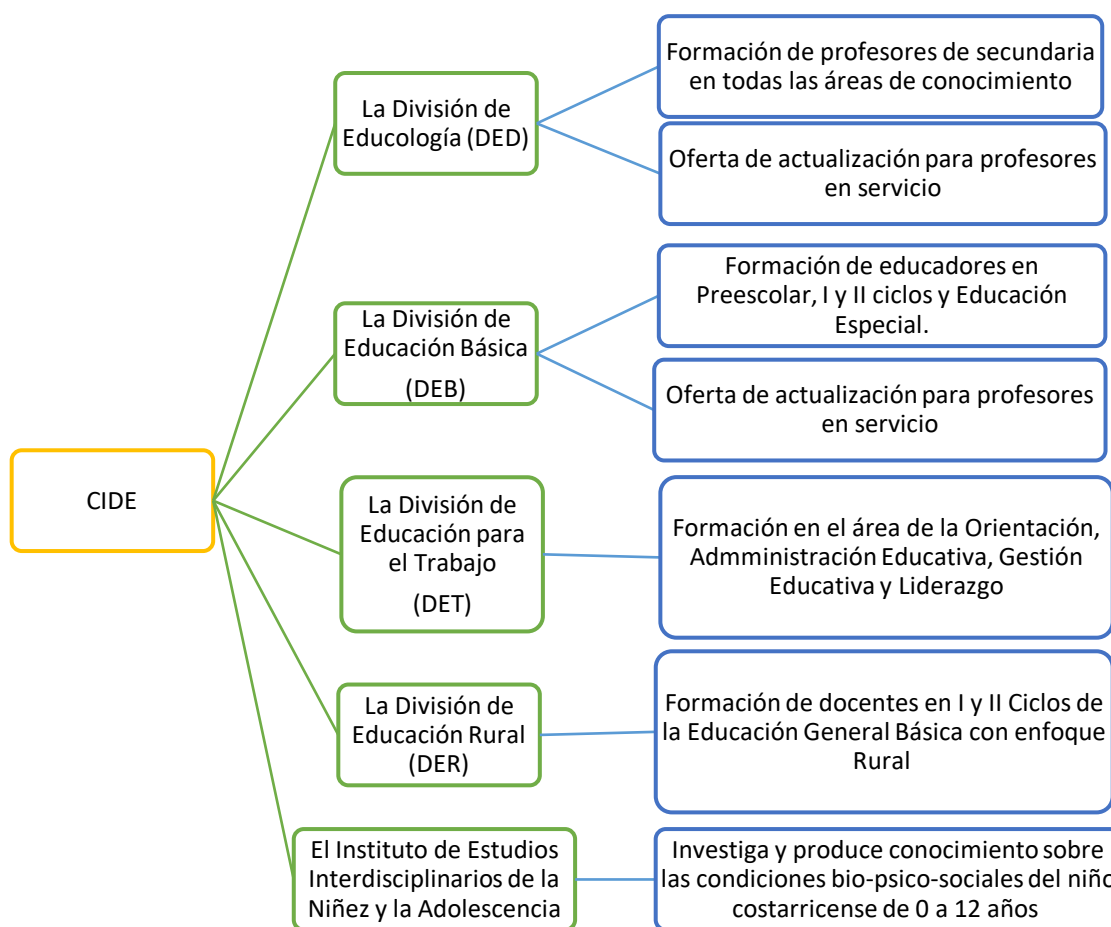 CIDE
La División de
Educología (DED)
Formación de profesores de secundaria
en todas las áreas de conocimiento
Oferta de actualización para profesores
en servicio
La División de
Educación Básica
(DEB)
Formación de educadores en
Preescolar, I y II ciclos y Educación
Especial.
Oferta de actualización para profesores
en servicio
La División de
Educación para
el Trabajo
(DET)
Formación en el área de la Orientación,
Admministración Educativa, Gestión
Educativa y Liderazgo
La División de
Educación Rural
(DER)
Formación de docentes en I y II Ciclos de
la Educación General Básica con enfoque
Rural
El Instituto de Estudios
Interdisciplinarios de la
Niñez y la Adolescencia
Investiga y produce conocimiento sobre
las condiciones bio-psico-sociales del niño
costarricense de 0 a 12 años